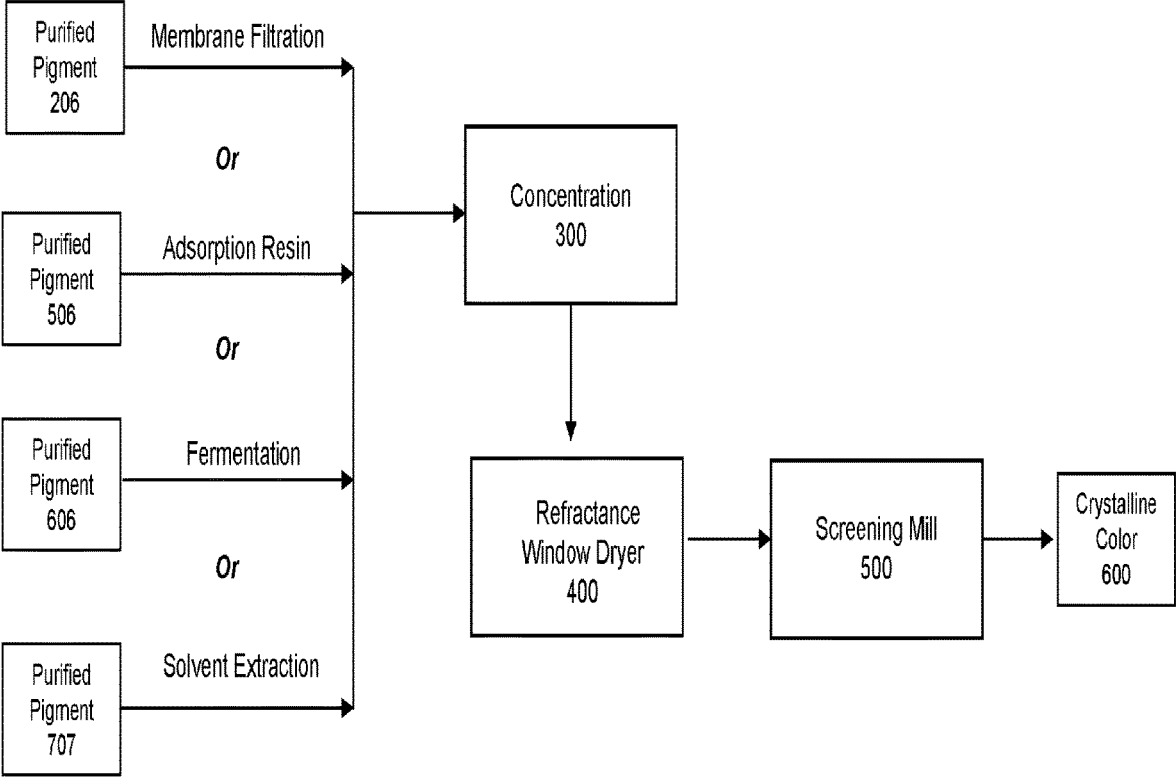 Purified
Pigment
206
Membrane Filtration
Or
Purified
Pigment
506
Adsorption Resin
Or
Purified
Pigment
606
Fermentation
Or
Purified
Pigment
707
Solvent Extraction
Concentration
300
Refractance
Window Dryer
400
Screening Mill
500
Crystalline
Color
600